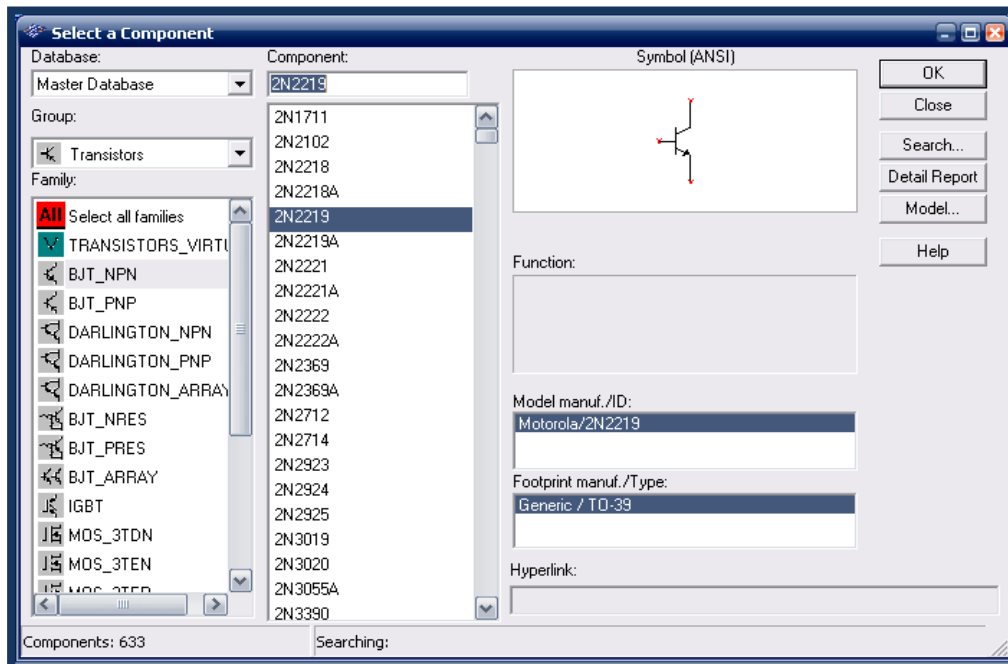 Select a Component
Database:
Master Database
Group:
Transistors
Family:
All Select all families
TRANSISTORS_VIRTU
BJT_NPN
BJT_PNP
DARLINGTON_NPN
DARLINGTON_PNP
DARLINGTON_ARRAY
BJT_NRES
BJT_PRES
BJT_ARRAY
IGBT
MOS_3TDN
MOS_3TEN
Component:
2N2219
2N1711
2N2102
2N2218
2N2218A
2N2219
2N2219A
2N2221
2N2221A
2N2222
2N2222A
2N2369
2N2369A
2N2712
2N2714
2N2923
2N2924
2N2925
2N3019
2N3020
2N3055A
2N3390
Symbol (ANSI)
Function:
Model manuf./ID:
Motorola/2N2219
Footprint manuf./Type:
Generic / TO-39
Hyperlink:
OK
Close
Search...
Detail Report
Model...
Help
Components: 633
Searching: